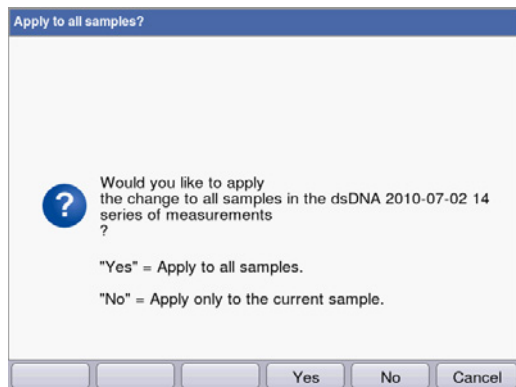 Apply to all samples?
?
Would you like to apply
the change to all samples in the dsDNA 2010-07-02 14
series of measurements
?
"Yes" = Apply to all samples.
"No" = Apply only to the current sample.
Yes No Cancel